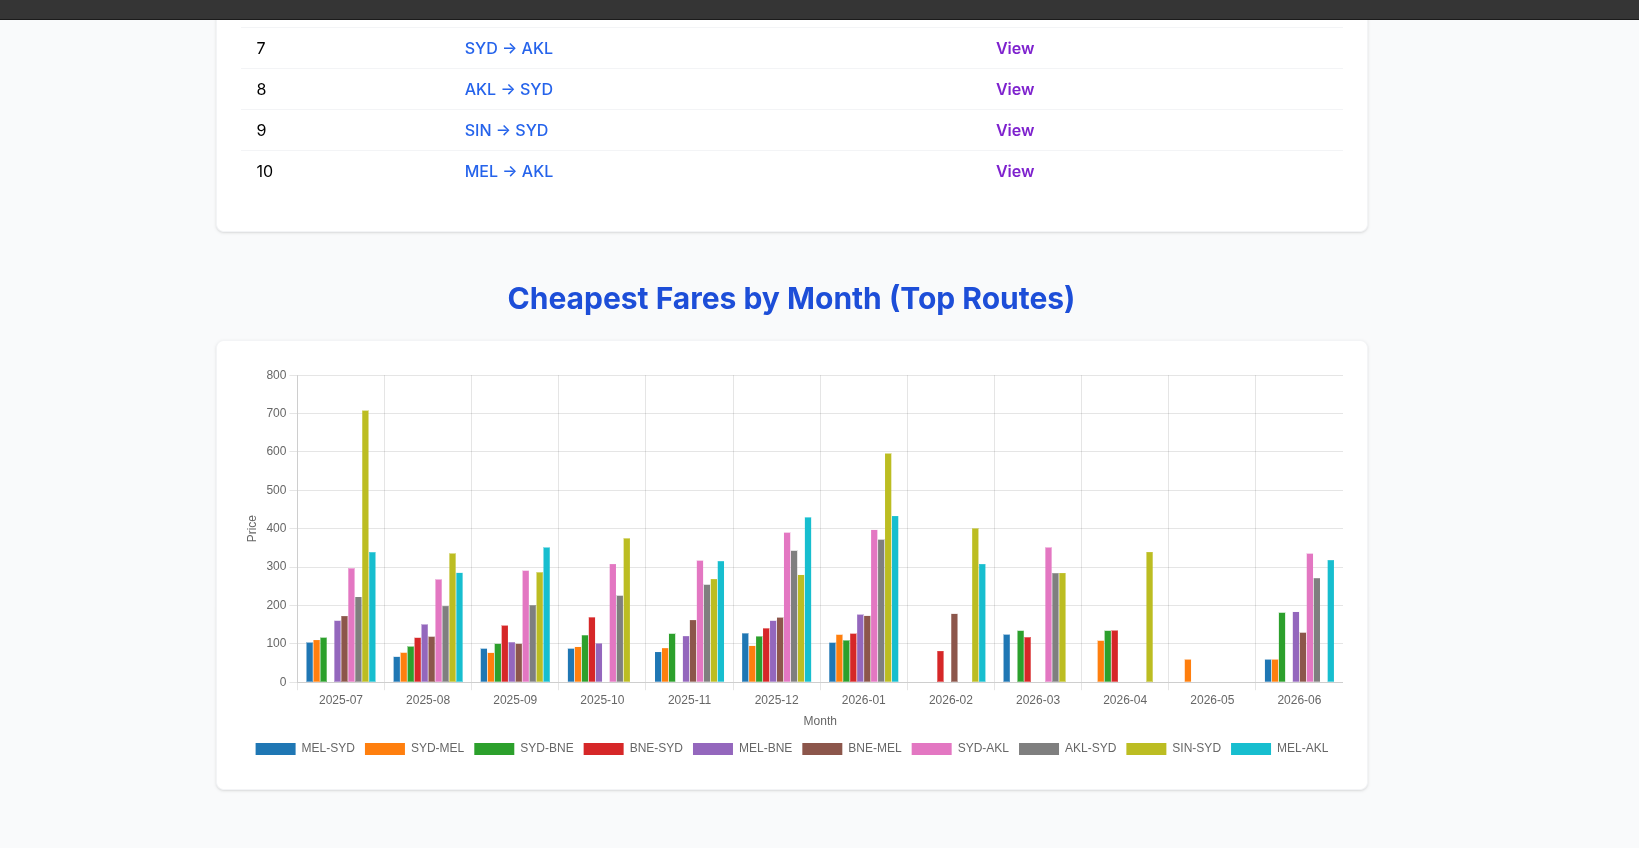 7 SYD → AKL View
8 AKL → SYD View
9 SIN → SYD View
10 MEL → AKL View
Cheapest Fares by Month (Top Routes)
800
700
600
500
400
300
200
100
0
Price
2025-07 2025-08 2025-09 2025-10 2025-11 2025-12 2026-01 2026-02 2026-03 2026-04 2026-05 2026-06
Month
MEL-SYD SYD-MEL SYD-BNE BNE-SYD MEL-BNE BNE-MEL SYD-AKL AKL-SYD SIN-SYD MEL-AKL